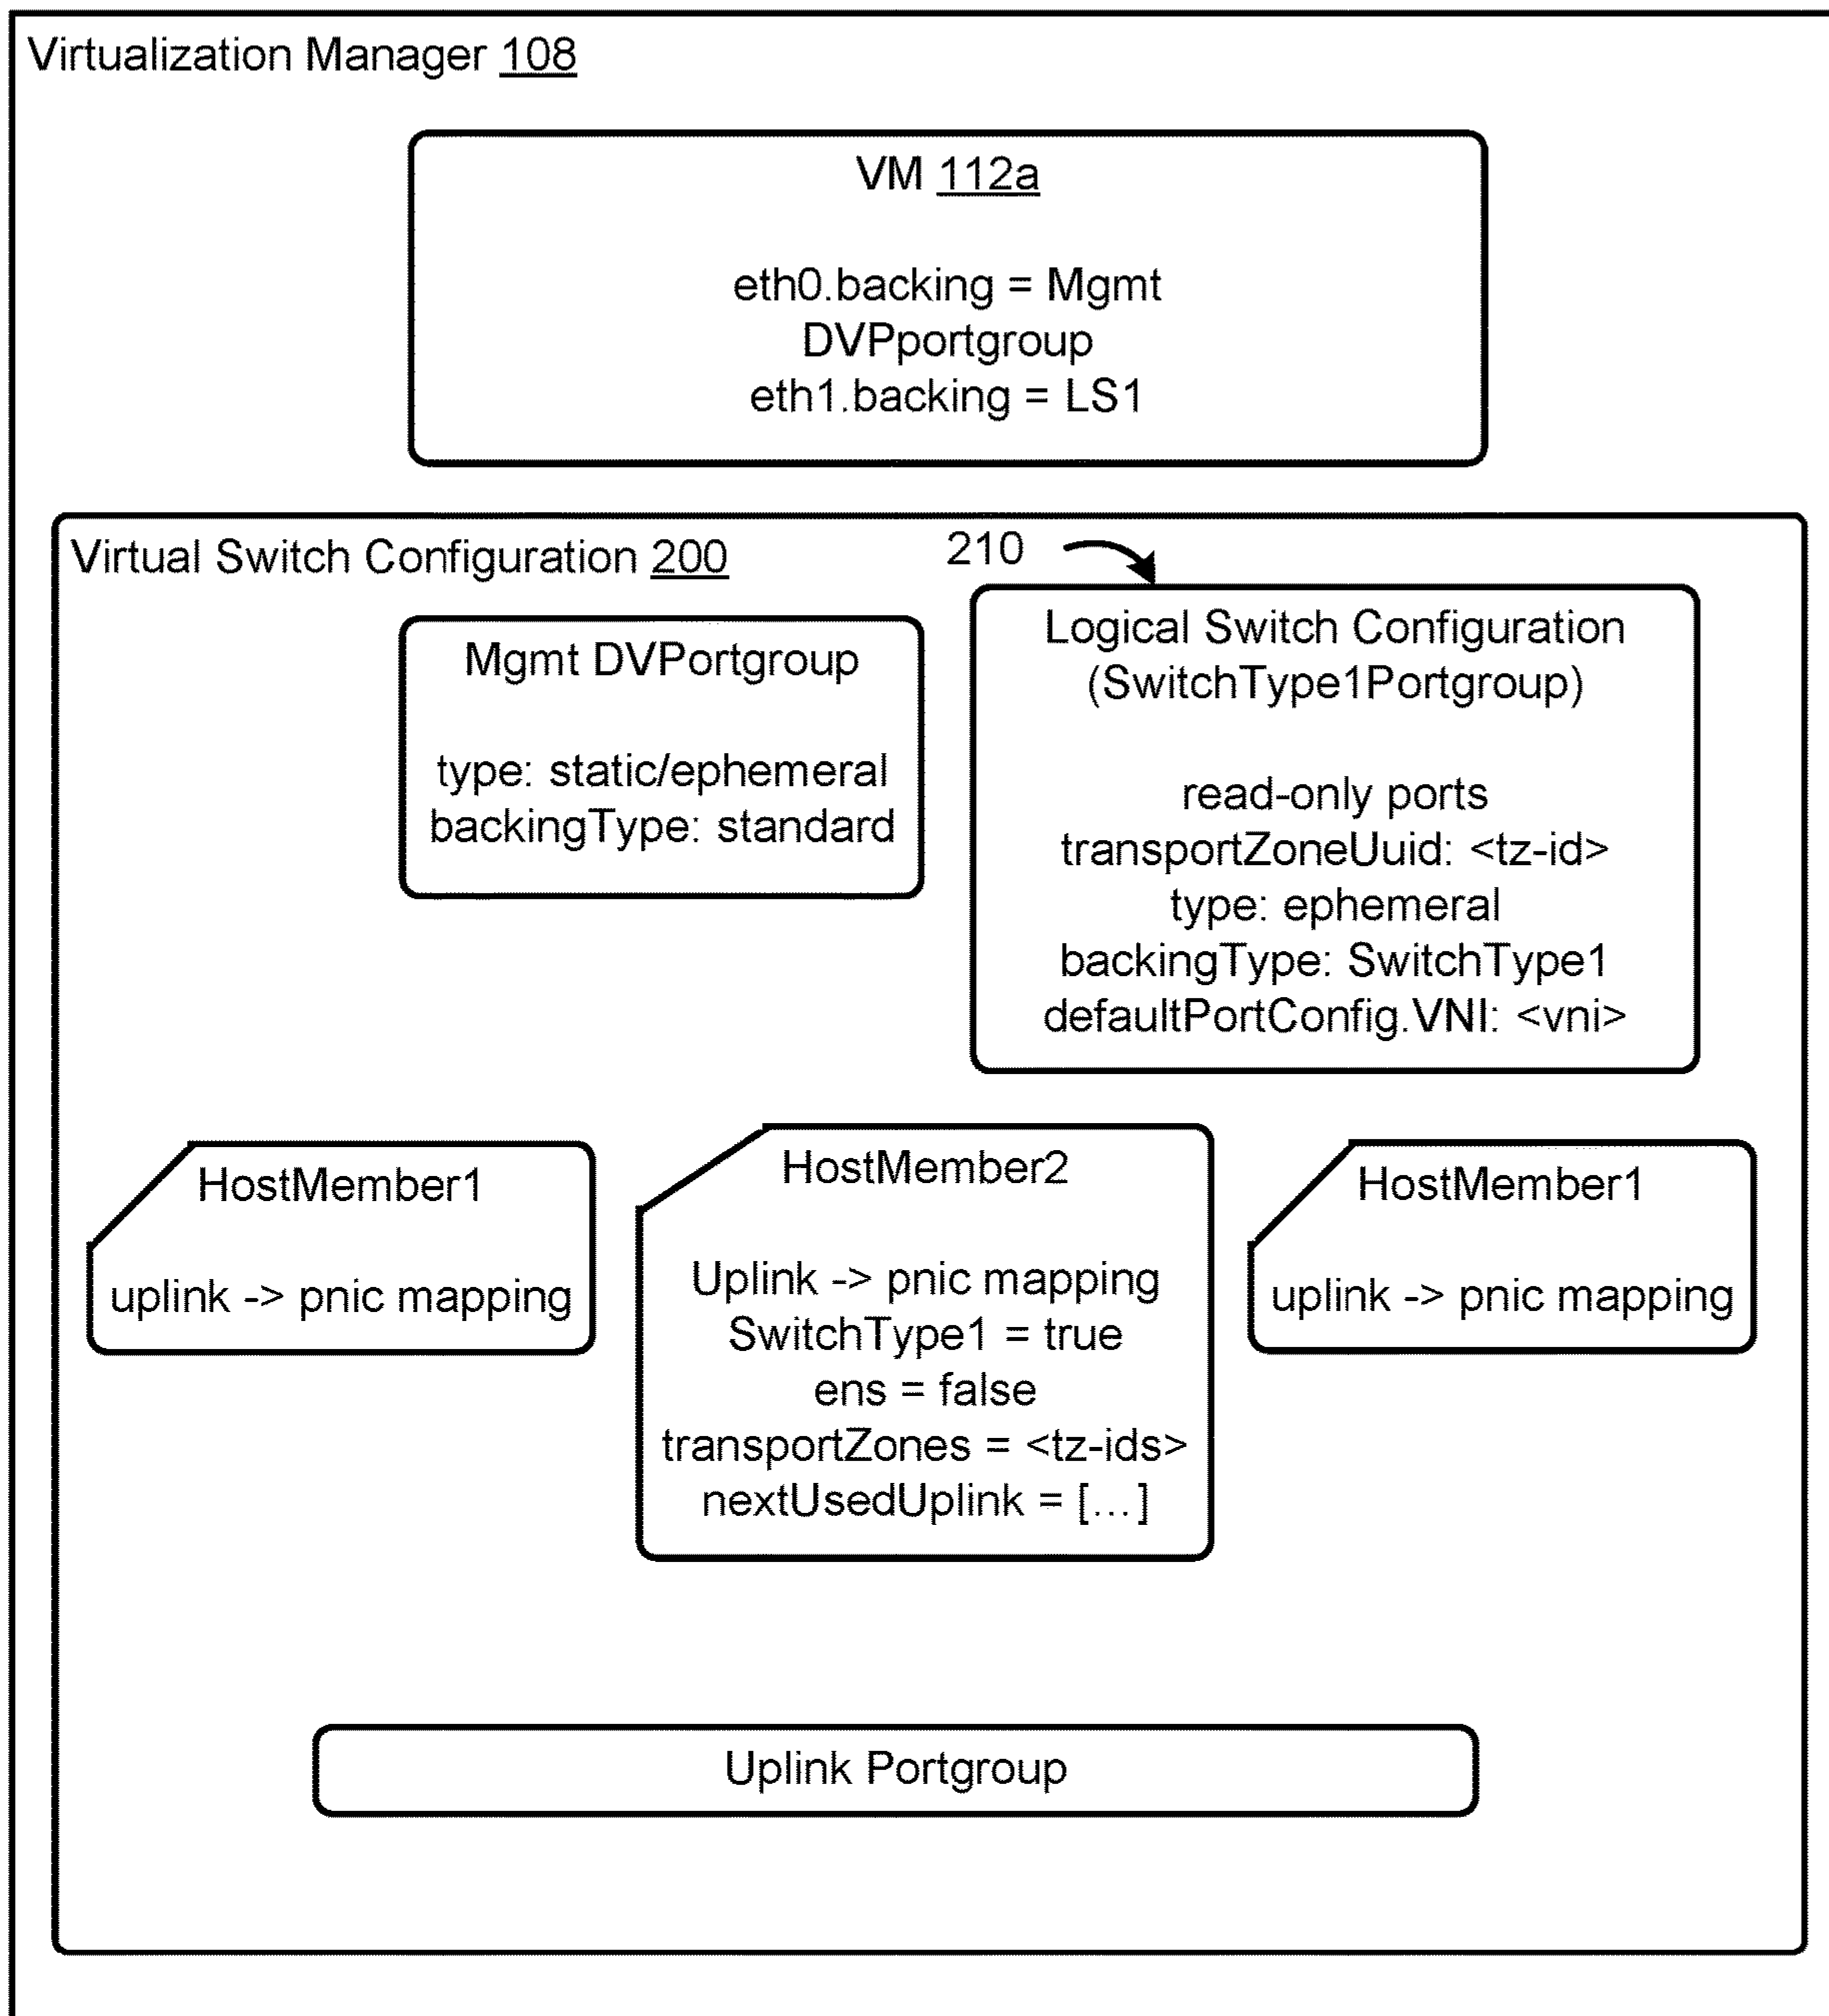 Virtualization Manager 108
VM 112a
eth0.backing = Mgmt
DVPportgroup
eth1.backing = LS1
Virtual Switch Configuration 200
210
Mgmt DVPortgroup
type: static/ephemeral
backingType: standard
Logical Switch Configuration
(SwitchType1Portgroup)
read-only ports
transportZoneUuid: <tz-id>
type: ephemeral
backingType: SwitchType1
defaultPortConfig.VNI: <vni>
HostMember1
uplink -> pnic mapping
HostMember2
Uplink -> pnic mapping
SwitchType1 = true
ens = false
transportZones = <tz-ids>
nextUsedUplink = [...]
HostMember1
uplink -> pnic mapping
Uplink Portgroup